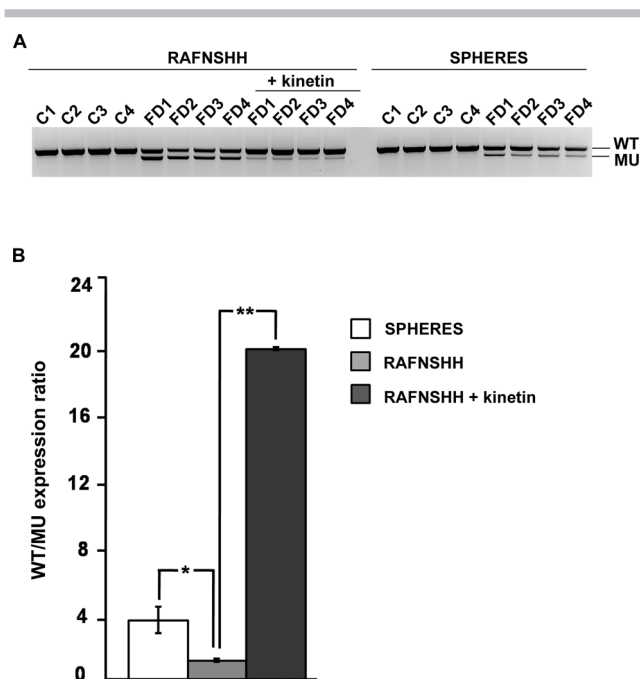 A
RAFNSHH SPHERES
+ kinetin
C1 C2 C3 C4 FD1 FD2 FD3 FD4 FD1 FD2 FD3 FD4 C1 C2 C3 C4 FD1 FD2 FD3 FD4
WT
MU
B
WT/MU expression ratio
24
20
16
12
8
4
0
**
*
SPHERES
RAFNSHH
RAFNSHH + kinetin